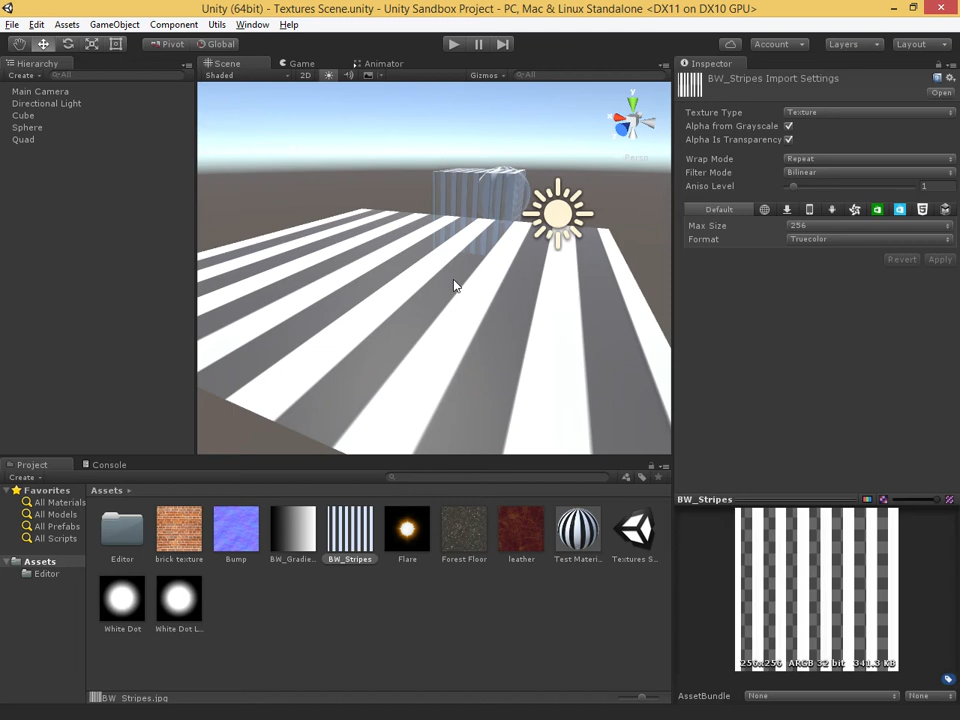 Unity (64bit) - Textures Scene.unity - Unity Sandbox Project - PC, Mac & Linux Standalone <DX11 on DX10 GPU>
File Edit Assets GameObject Component Utils Window Help
Pivot Global Account Layers Layout
Hierarchy
Create All
Main Camera
Directional Light
Cube
Sphere
Quad
Scene Game Animator
Shaded 2D Gizmos All
y
x
Persp
Inspector
BW_Stripes Import Settings
Open
Texture Type Texture
Alpha from Grayscale
Alpha Is Transparency
Wrap Mode Repeat
Filter Mode Bilinear
Aniso Level 1
Default
Max Size 256
Format Truecolor
Revert Apply
Project Console
Create
Favorites
All Materials
All Models
All Prefabs
All Scripts
Assets
Editor
Assets
Editor brick texture Bump BW_Gradie... BW_Stripes Flare Forest Floor leather Test Materi... Textures S...
White Dot White Dot L...
BW_Stripes.jpg
BW_Stripes
256x256 ARGB 32 bit 341.3 KB
AssetBundle None None